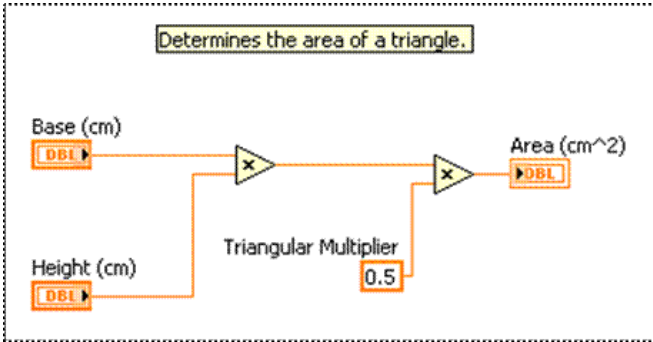 Determines the area of a triangle.
Base (cm)
DBL
×
×
Area (cm^2)
DBL
Triangular Multiplier
0.5
Height (cm)
DBL